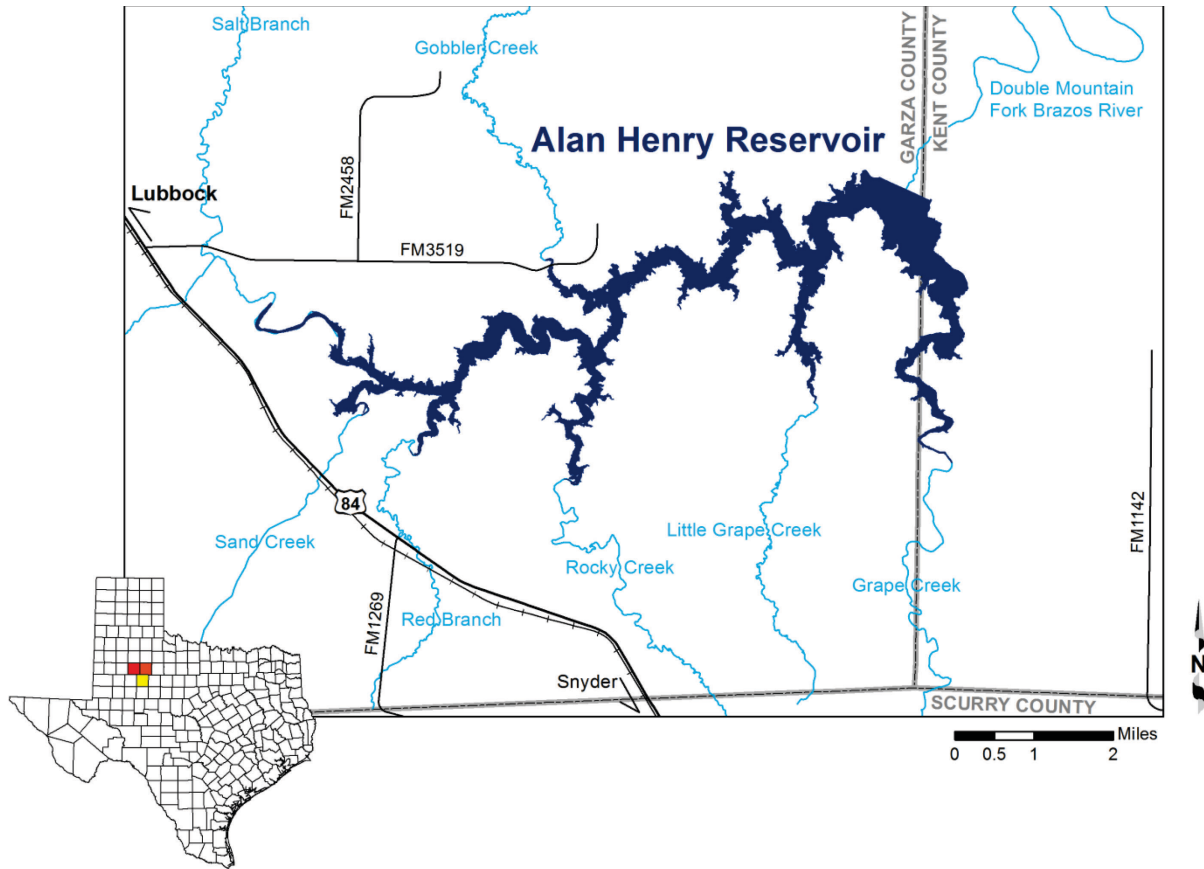 Salt Branch
Gobbler Creek
GARZA COUNTY
KENT COUNTY
Double Mountain
Fork Brazos River
Alan Henry Reservoir
FM2458
Lubbock
FM3519
84
Sand Creek
Little Grape Creek
FM1142
Rocky Creek
Grape Creek
FM1269
Red Branch
N
Snyder
SCURRY COUNTY
0 0.5 1 2 Miles